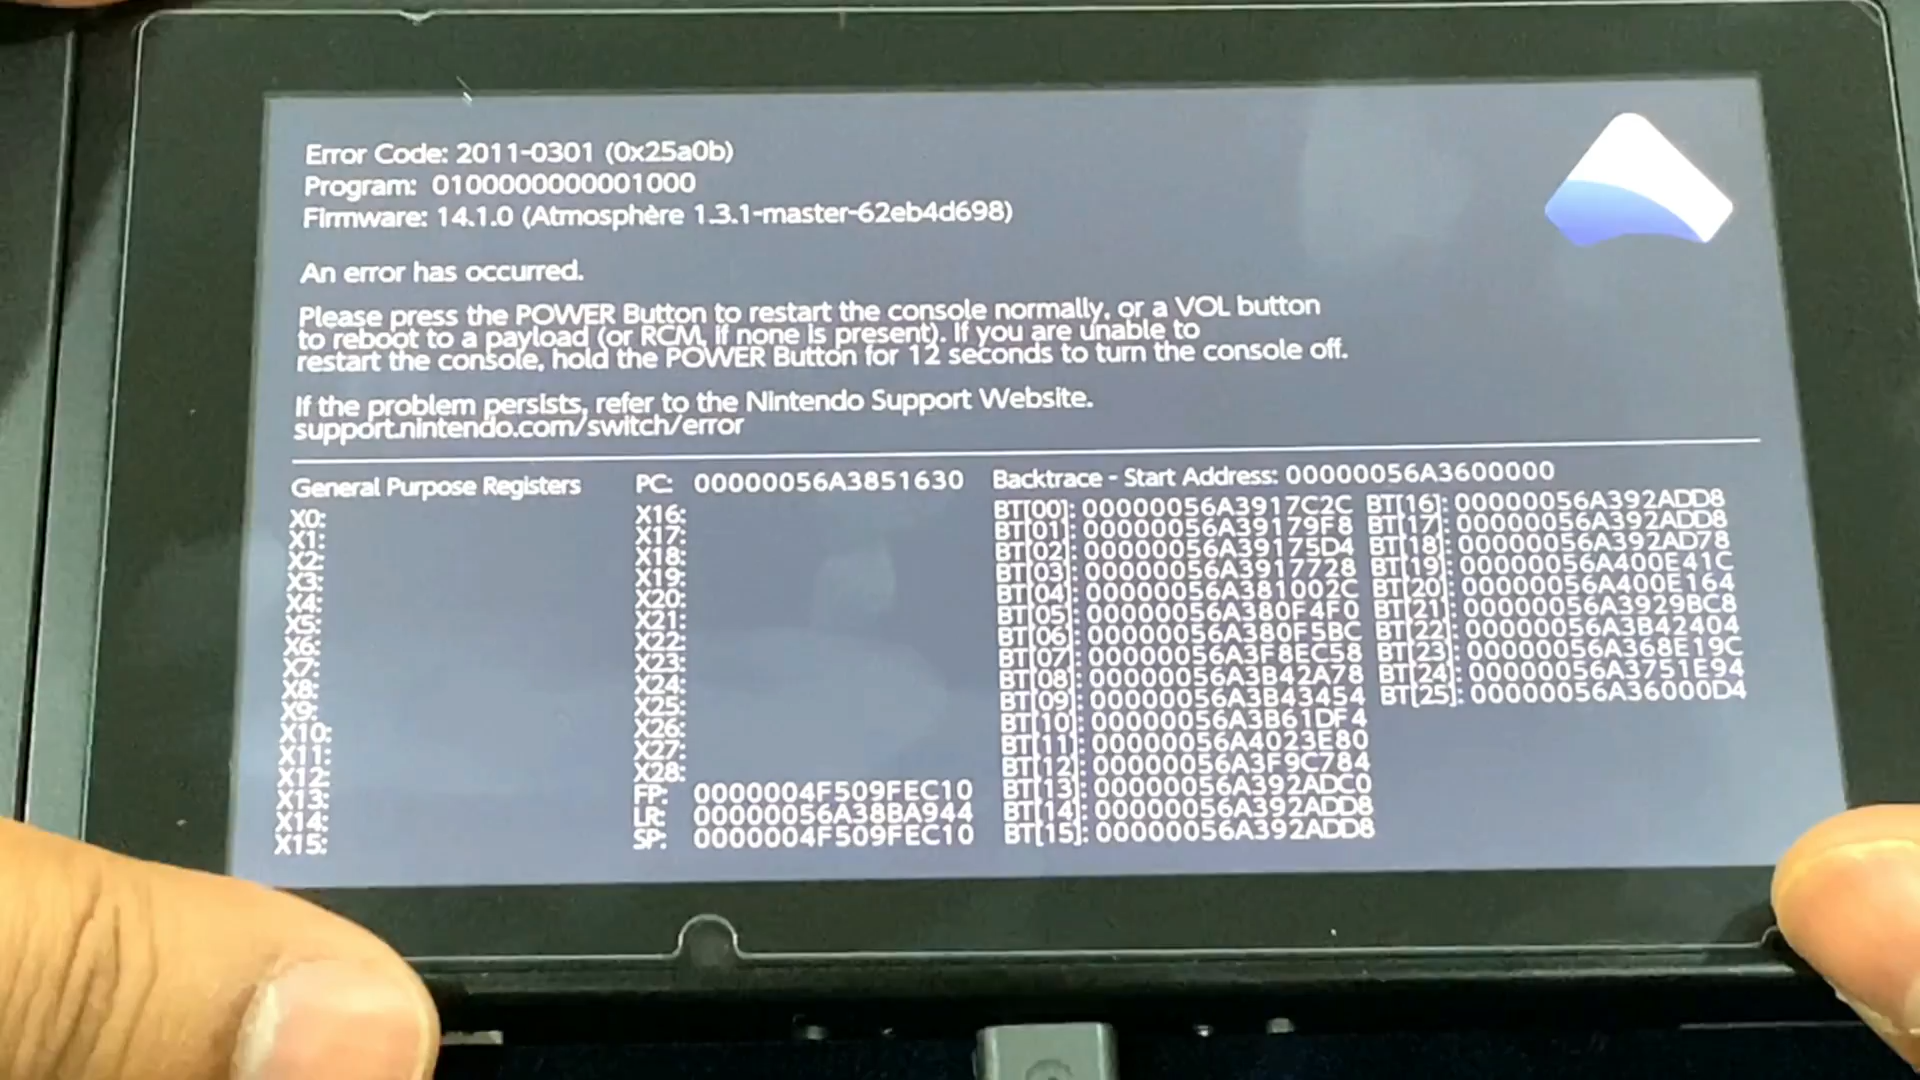 Error Code: 2011-0301 (0x25a0b)
Program: 0100000000001000
Firmware: 14.1.0 (Atmosphère 1.3.1-master-62eb4d698)
An error has occurred.
Please press the POWER Button to restart the console normally, or a VOL button
to reboot to a payload (or RCM, if none is present). If you are unable to
restart the console, hold the POWER Button for 12 seconds to turn the console off.
If the problem persists, refer to the Nintendo Support Website.
support.nintendo.com/switch/error
General Purpose Registers PC: 00000056A3851630 Backtrace - Start Address: 00000056A3600000
X0: X16: BT[00]: 00000056A3917C2C BT[16]: 00000056A392ADD8
X1: X17: BT[01]: 00000056A39179F8 BT[17]: 00000056A392ADD8
X2: X18: BT[02]: 00000056A39175D4 BT[18]: 00000056A392AD78
X3: X19: BT[03]: 00000056A3917728 BT[19]: 00000056A400E41C
X4: X20: BT[04]: 00000056A381002C BT[20]: 00000056A400E164
X5: X21: BT[05]: 00000056A380F4F0 BT[21]: 00000056A3929BC8
X6: X22: BT[06]: 00000056A380F5BC BT[22]: 00000056A3B42404
X7: X23: BT[07]: 00000056A3F8EC58 BT[23]: 00000056A368E19C
X8: X24: BT[08]: 00000056A3B42A78 BT[24]: 00000056A3751E94
X9: X25: BT[09]: 00000056A3B43454 BT[25]: 00000056A36000D4
X10: X26: BT[10]: 00000056A3B61DF4
X11: X27: BT[11]: 00000056A4023E80
X12: X28: BT[12]: 00000056A3F9C784
X13: FP: 0000004F509FEC10 BT[13]: 00000056A392ADC0
X14: LR: 00000056A38BA944 BT[14]: 00000056A392ADD8
X15: SP: 0000004F509FEC10 BT[15]: 00000056A392ADD8